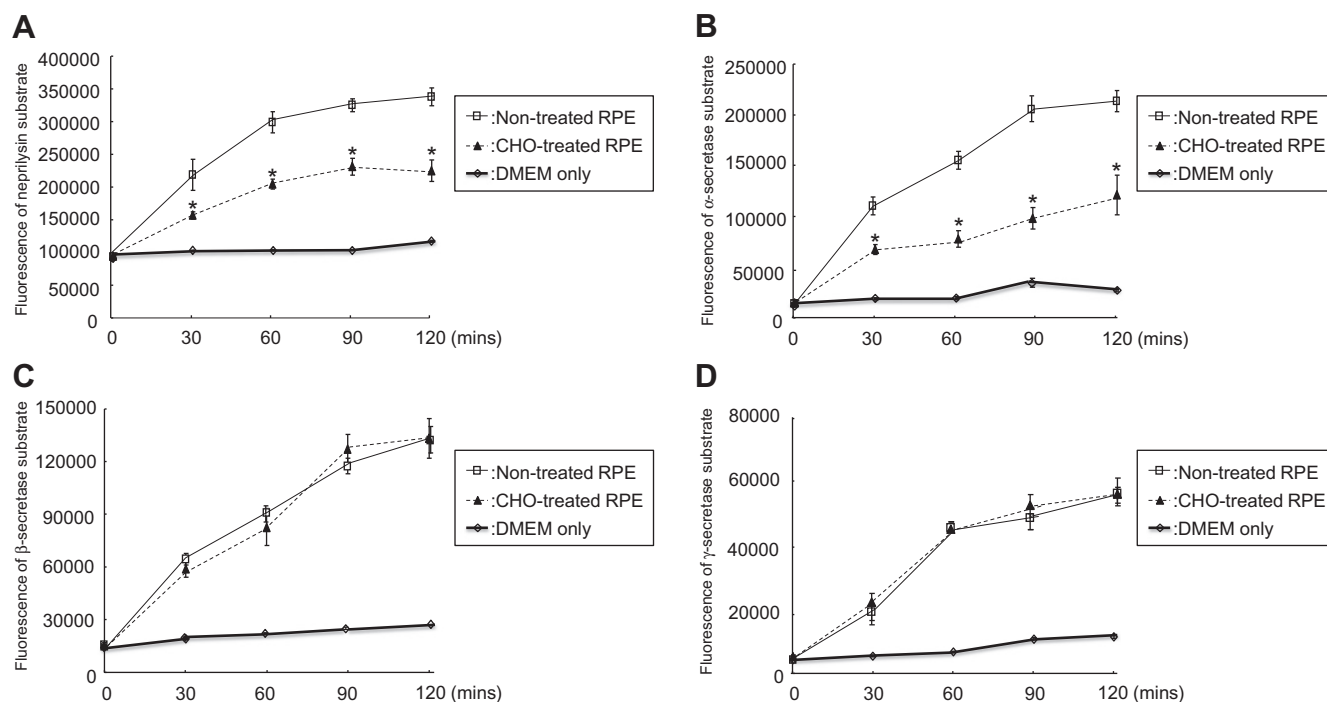 A
Fluorescence of neprilysin substrate
400000
350000
300000
250000
200000
150000
100000
50000
0
* * * *
0 30 60 90 120 (mins)
:Non-treated RPE
:CHO-treated RPE
:DMEM only
B
Fluorescence of α-secretase substrate
250000
200000
150000
100000
50000
0
* * * *
0 30 60 90 120 (mins)
:Non-treated RPE
:CHO-treated RPE
:DMEM only
C
Fluorescence of β-secretase substrate
150000
120000
90000
60000
30000
0
0 30 60 90 120 (mins)
:Non-treated RPE
:CHO-treated RPE
:DMEM only
D
Fluorescence of γ-secretase substrate
80000
60000
40000
20000
0
0 30 60 90 120 (mins)
:Non-treated RPE
:CHO-treated RPE
:DMEM only